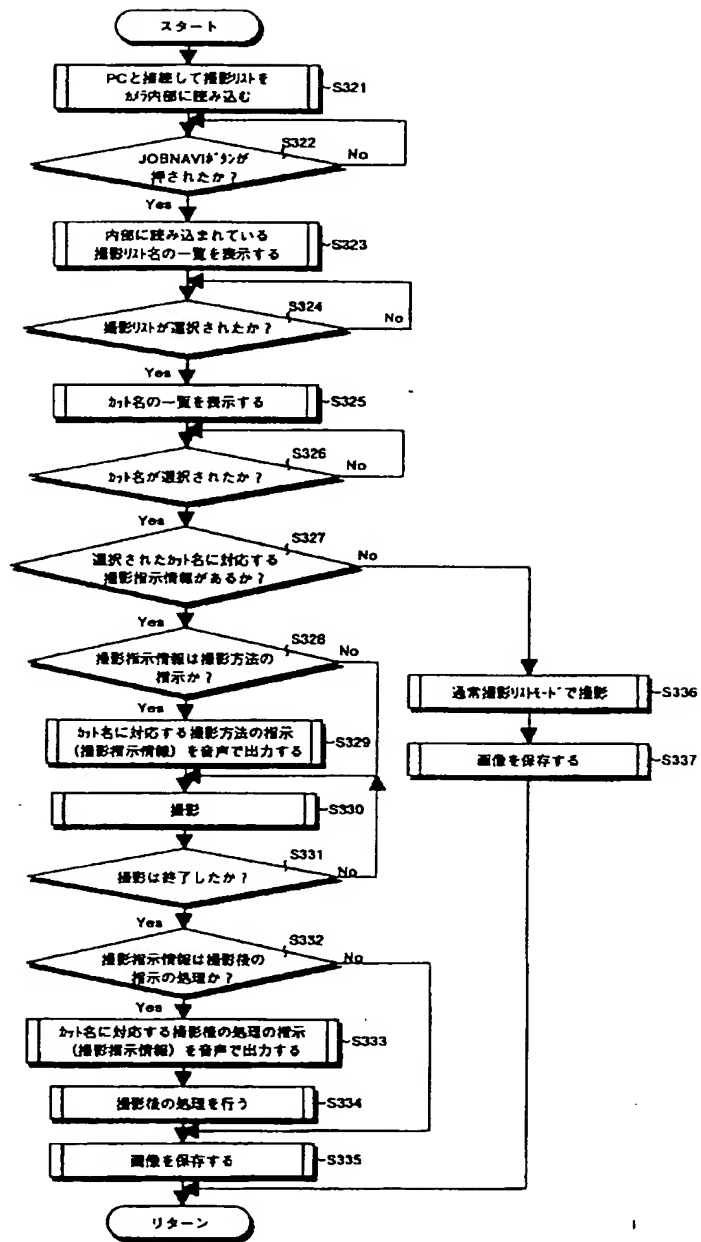 スタート
PCと接続して撮影リストを
カメラ内部に読み込む
S321
S322
JOBNAVIボタンが
押されたか?
No
Yes
内部に読み込まれている
撮影リスト名の一覧を表示する
S323
S324
撮影リストが選択されたか?
No
Yes
カット名の一覧を表示する
S325
S326
カット名が選択されたか?
No
Yes
S327
選択されたカット名に対応する
撮影指示情報があるか?
No
Yes
S328
撮影指示情報は撮影方法の
指示か?
No
Yes
カット名に対応する撮影方法の指示
(撮影指示情報)を音声で出力する
S329
通常撮影リストモードで撮影
S336
画像を保存する
S337
撮影
S330
S331
撮影は終了したか?
No
Yes
S332
撮影指示情報は撮影後の
指示の処理か?
No
Yes
カット名に対応する撮影後の処理の指示
(撮影指示情報)を音声で出力する
S333
撮影後の処理を行う
S334
画像を保存する
S335
リターン